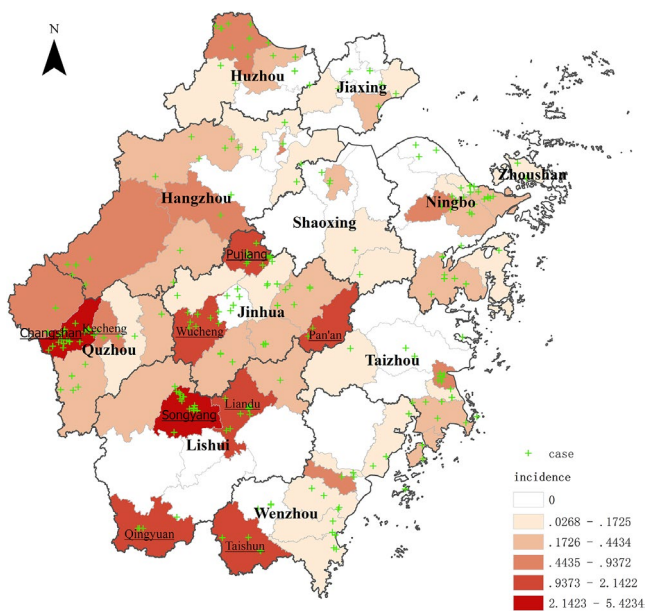 N
Huzhou
Jiaxing
Hangzhou
Zhoushan
Ningbo
Shaoxing
Pujiang
Jinhua
Changshan
Kecheng
Wucheng
Pan'an
Quzhou
Taizhou
Songyang
Liandu
Lishui
Wenzhou
Qingyuan
Taishun
case
incidence
0
.0268 - .1725
.1726 - .4434
.4435 - .9372
.9373 - 2.1422
2.1423 - 5.4234